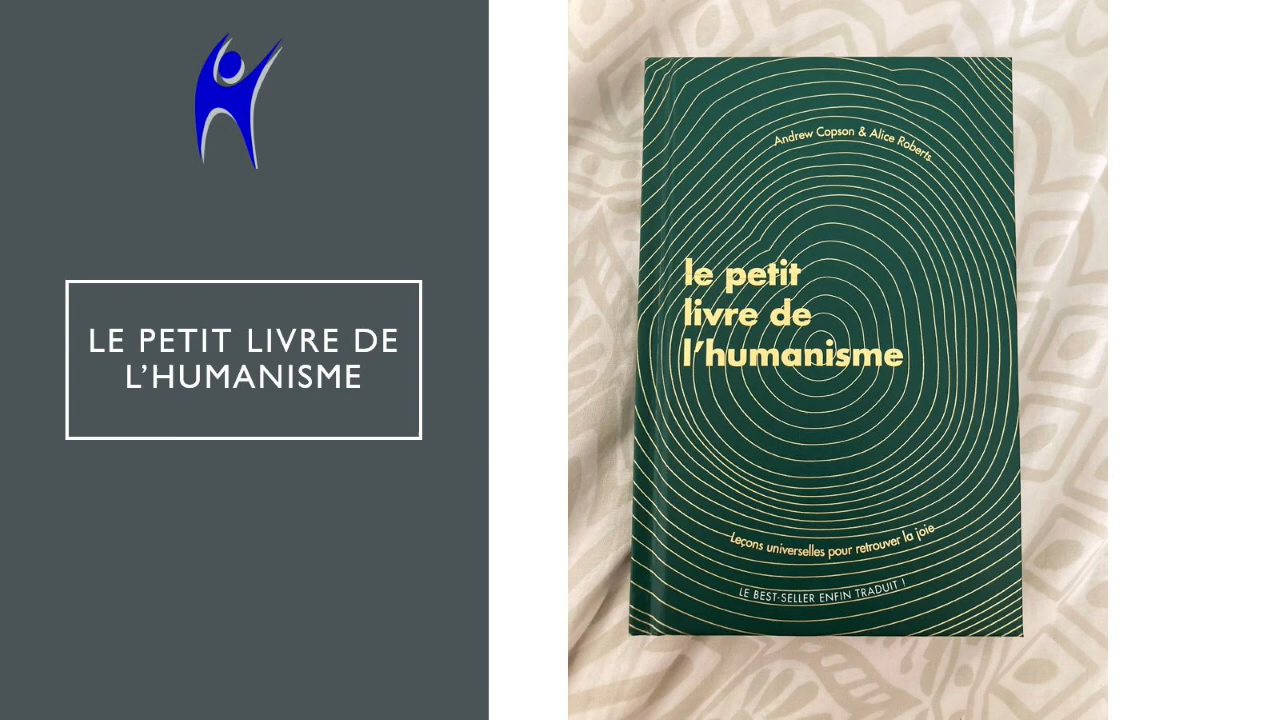 LE PETIT LIVRE DE
L’HUMANISME
Andrew Copson & Alice Roberts
le petit
livre de
l’humanisme
Leçons universelles pour retrouver la joie
LE BEST-SELLER ENFIN TRADUIT !